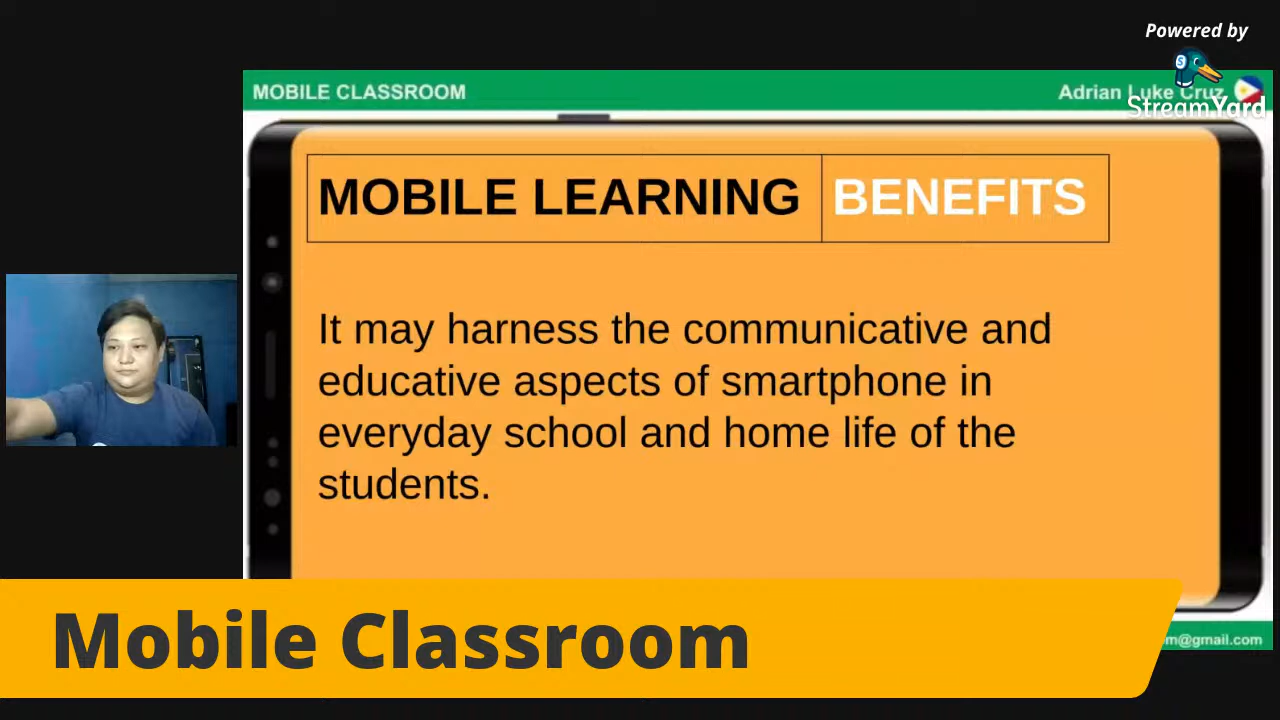 Powered by
StreamYard
MOBILE CLASSROOM
Adrian Luke Cruz
MOBILE LEARNING BENEFITS
It may harness the communicative and
educative aspects of smartphone in
everyday school and home life of the
students.
Mobile Classroom
m@gmail.com